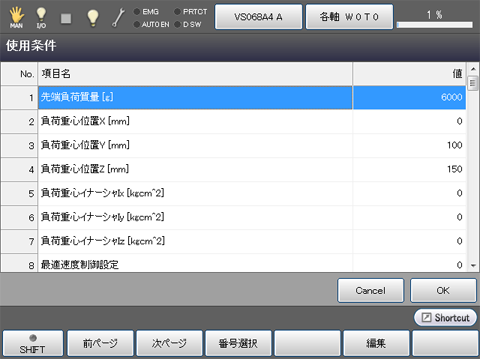 EMG PRTCT
MAN I/O AUTO EN D SW VS068A4 A 各軸 W0T0 1 %
使用条件
No. 項目名 値
1 先端負荷質量 [g] 6000
2 負荷重心位置X [mm] 0
3 負荷重心位置Y [mm] 100
4 負荷重心位置Z [mm] 150
5 負荷重心イナーシャIx [kgcm^2] 0
6 負荷重心イナーシャIy [kgcm^2] 0
7 負荷重心イナーシャIz [kgcm^2] 0
8 最適速度制御設定 0
Cancel OK
Shortcut
SHIFT 前ページ 次ページ 番号選択 編集